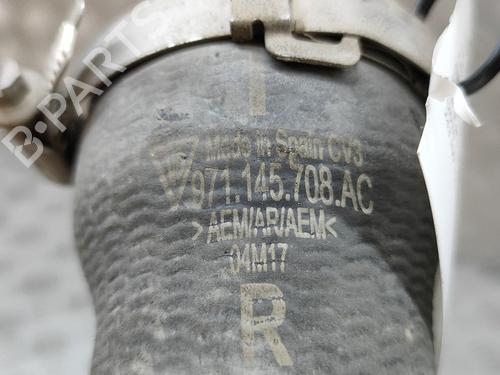 B-PARTS
Made in Spain CV3
971.145.708.AC
>AEM/AR/AEM<
04M17
R